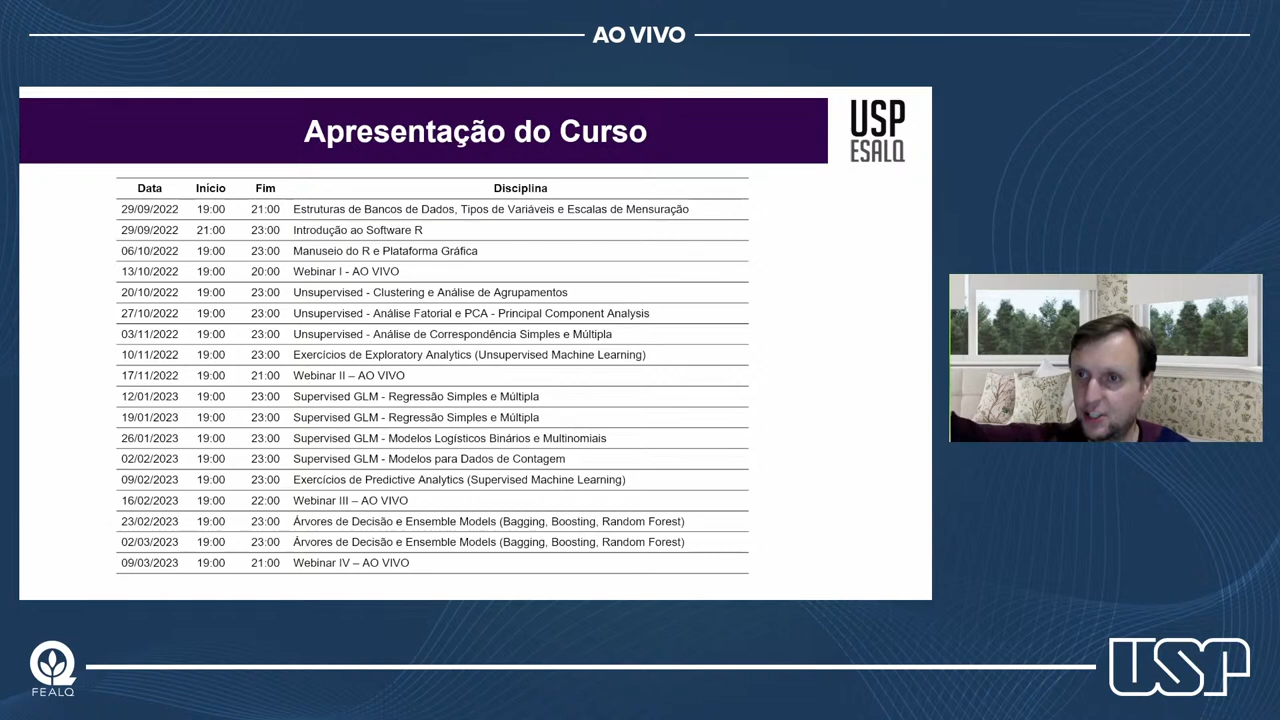 AO VIVO
Apresentação do Curso
USP
ESALQ
Data Início Fim Disciplina
29/09/2022 19:00 21:00 Estruturas de Bancos de Dados, Tipos de Variáveis e Escalas de Mensuração
29/09/2022 21:00 23:00 Introdução ao Software R
06/10/2022 19:00 23:00 Manuseio do R e Plataforma Gráfica
13/10/2022 19:00 20:00 Webinar I - AO VIVO
20/10/2022 19:00 23:00 Unsupervised - Clustering e Análise de Agrupamentos
27/10/2022 19:00 23:00 Unsupervised - Análise Fatorial e PCA - Principal Component Analysis
03/11/2022 19:00 23:00 Unsupervised - Análise de Correspondência Simples e Múltipla
10/11/2022 19:00 23:00 Exercícios de Exploratory Analytics (Unsupervised Machine Learning)
17/11/2022 19:00 21:00 Webinar II – AO VIVO
12/01/2023 19:00 23:00 Supervised GLM - Regressão Simples e Múltipla
19/01/2023 19:00 23:00 Supervised GLM - Regressão Simples e Múltipla
26/01/2023 19:00 23:00 Supervised GLM - Modelos Logísticos Binários e Multinomiais
02/02/2023 19:00 23:00 Supervised GLM - Modelos para Dados de Contagem
09/02/2023 19:00 23:00 Exercícios de Predictive Analytics (Supervised Machine Learning)
16/02/2023 19:00 22:00 Webinar III – AO VIVO
23/02/2023 19:00 23:00 Árvores de Decisão e Ensemble Models (Bagging, Boosting, Random Forest)
02/03/2023 19:00 23:00 Árvores de Decisão e Ensemble Models (Bagging, Boosting, Random Forest)
09/03/2023 19:00 21:00 Webinar IV – AO VIVO
FEALQ
USP